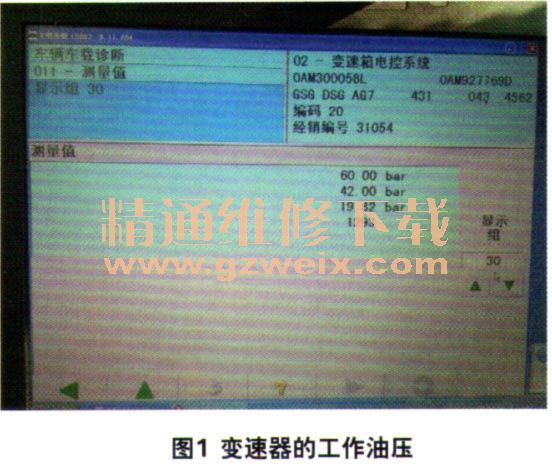 车辆车载诊断
011 - 测量值
显示组 30
02 - 变速箱电控系统
0AM300058L 0AM927769D
GSG DSG AG7 431 043 4562
编码 20
经销编号 31054
测量值
60.00 bar
42.00 bar
bar
显示
组
30
精通维修下载
www.gzweix.com
?
图1 变速器的工作油压